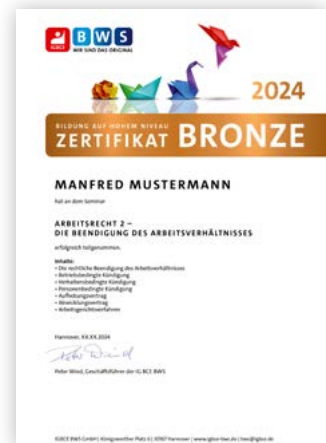 IGBCE BWS
WIR SIND DAS ORIGINAL
2024
BILDUNG AUF HOHEM NIVEAU
ZERTIFIKAT BRONZE
MANFRED MUSTERMANN
hat an dem Seminar
ARBEITSRECHT 2 –
DIE BEENDIGUNG DES ARBEITSVERHÄLTNISSES
erfolgreich teilgenommen.
Inhalte:
• Die rechtliche Beendigung des Arbeitsverhältnisses
• Betriebsbedingte Kündigung
• Verhaltensbedingte Kündigung
• Personenbedingte Kündigung
• Aufhebungsvertrag
• Abwicklungsvertrag
• Arbeitsgerichtsverfahren
Hannover, XX.XX.2024
Peter Wind, Geschäftsführer der IG BCE BWS
IGBCE BWS GmbH | Königsworther Platz 6 | 30167 Hannover | www.igbce-bws.de | bws@igbce.de